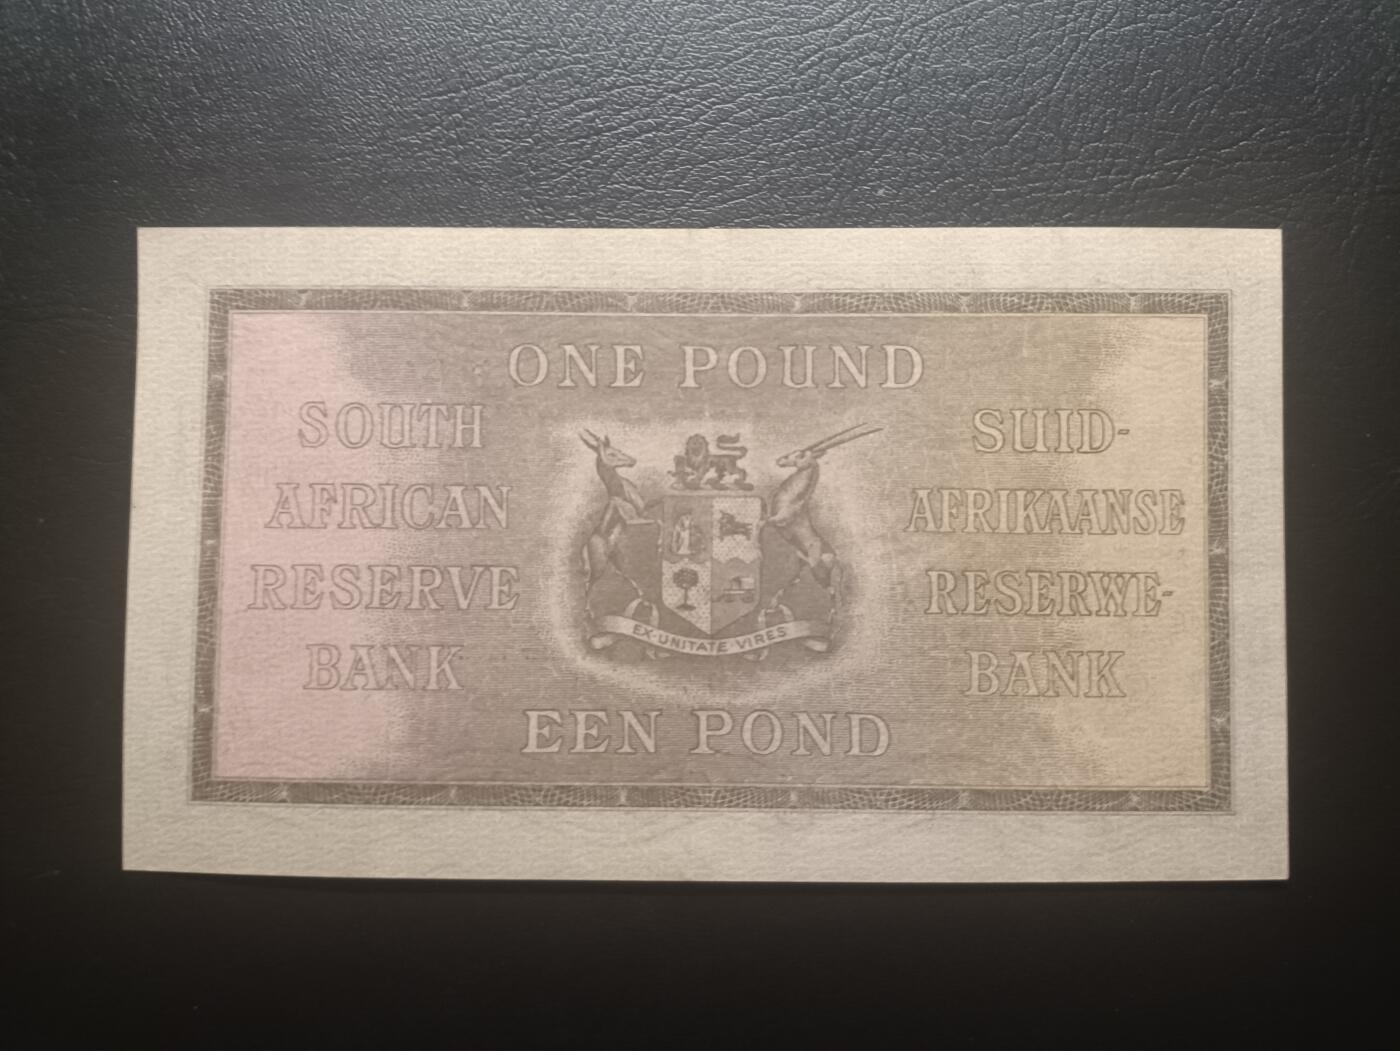 ONE POUND
SOUTH
AFRICAN
RESERVE
BANK
SUID-
AFRIKAANSE
RESERWE-
BANK
EX·UNITATE·VIRES
EEN POND